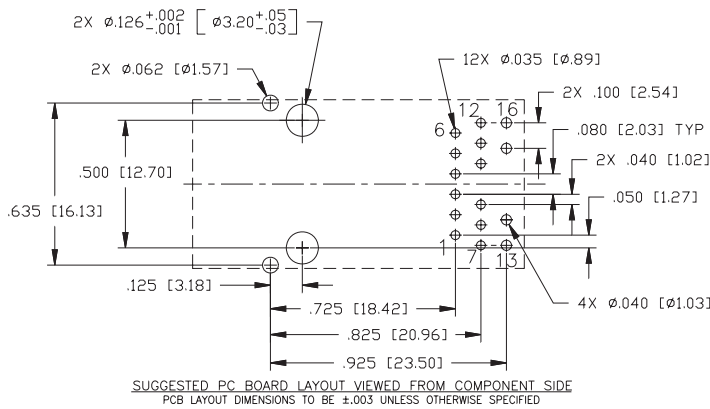 2X ø.126 +.002 -.001 [ ø3.20 +.05 -.03 ]
2X ø.062 [ø1.57]
12X ø.035 [ø.89]
2X .100 [2.54]
12 16
6
.080 [2.03] TYP
2X .040 [1.02]
.500 [12.70]
.050 [1.27]
.635 [16.13]
1
7 13
.125 [3.18]
4X ø.040 [ø1.03]
.725 [18.42]
.825 [20.96]
.925 [23.50]
SUGGESTED PC BOARD LAYOUT VIEWED FROM COMPONENT SIDE
PCB LAYOUT DIMENSIONS TO BE ±.003 UNLESS OTHERWISE SPECIFIED